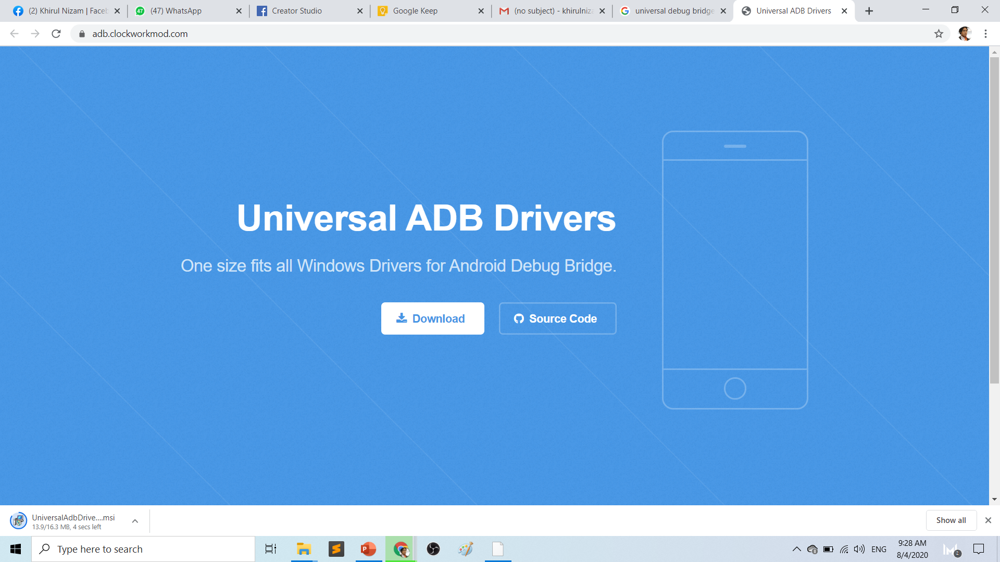 (2) Khirul Nizam | Faceb
47
(47) WhatsApp
Creator Studio
Google Keep
(no subject) - khirulniza
universal debug bridge
Universal ADB Drivers
adb.clockworkmod.com
Universal ADB Drivers
One size fits all Windows Drivers for Android Debug Bridge.
Download
Source Code
UniversalAdbDrive....msi
13.9/16.3 MB, 4 secs left
Show all
Type here to search
ENG
9:28 AM
8/4/2020
2